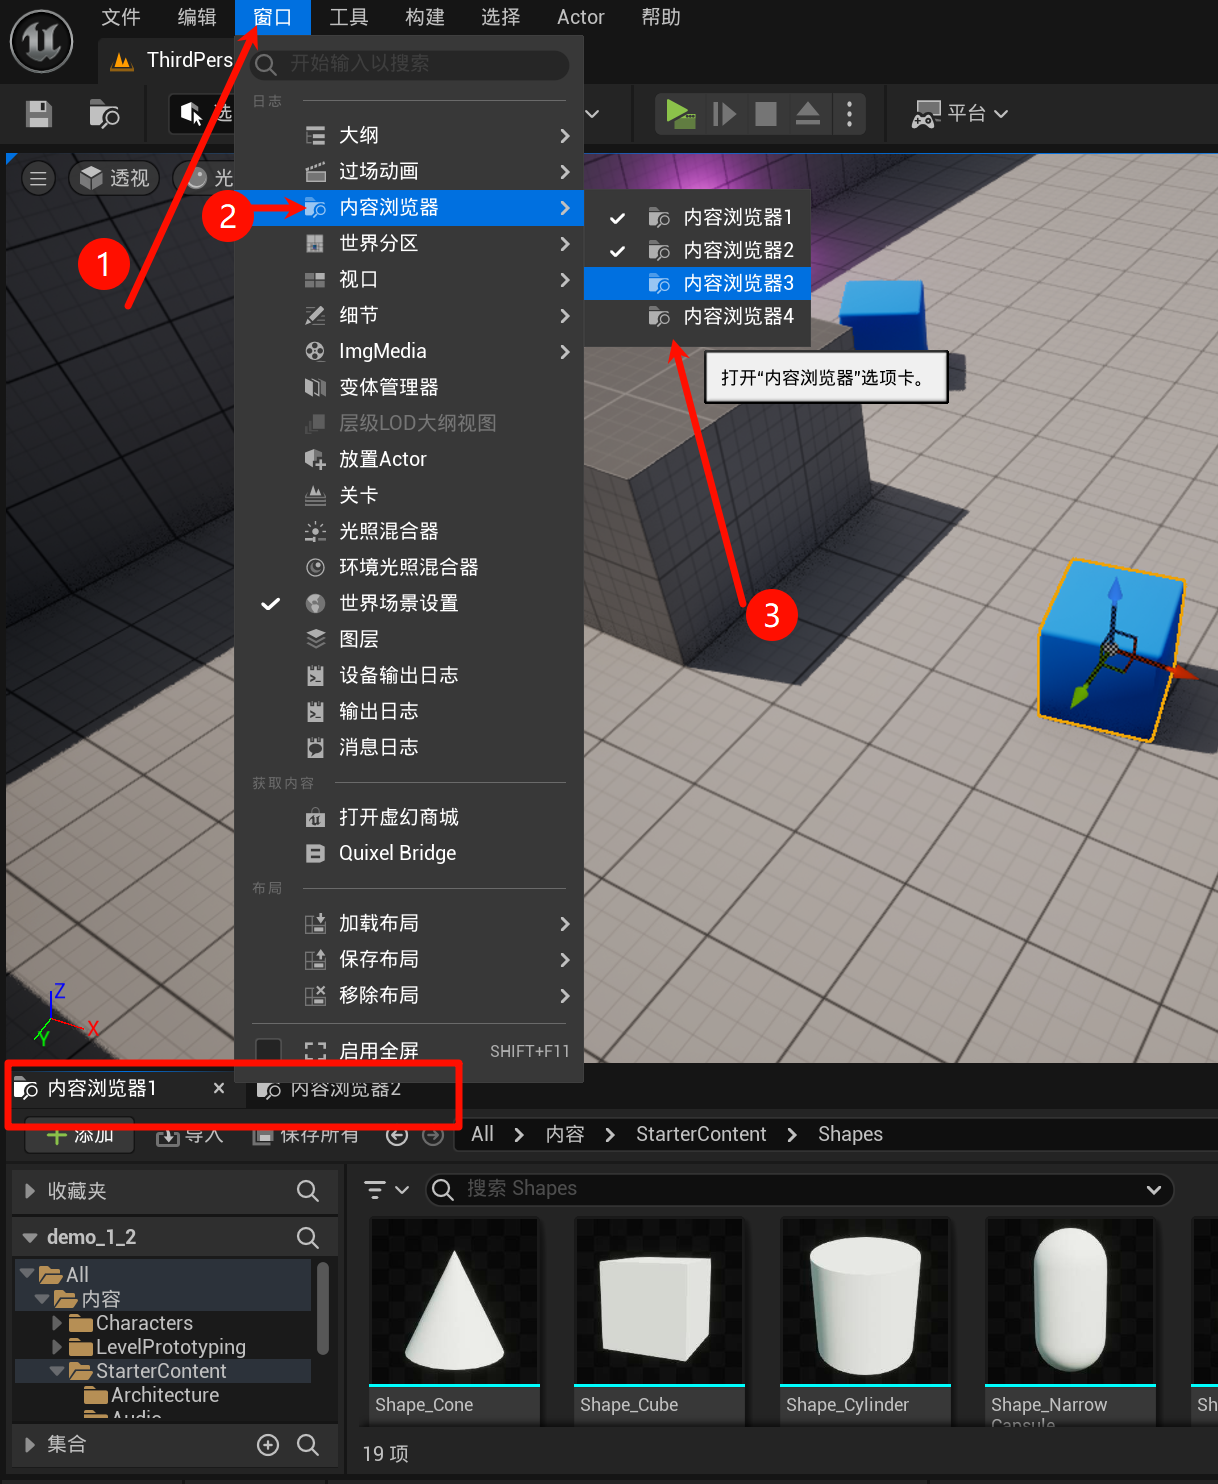 文件 编辑 窗口 工具 构建 选择 Actor 帮助
ThirdPers
开始输入以搜索
选
平台
日志
大纲
过场动画
透视
光
内容浏览器
2
世界分区
1
视口
细节
ImgMedia
变体管理器
层级LOD大纲视图
放置Actor
关卡
光照混合器
环境光照混合器
世界场景设置
图层
设备输出日志
输出日志
消息日志
内容浏览器1
内容浏览器2
内容浏览器3
内容浏览器4
打开“内容浏览器”选项卡。
3
获取内容
打开虚幻商城
Quixel Bridge
布局
加载布局
保存布局
移除布局
启用全屏 SHIFT+F11
Z
X
Y
内容浏览器1 × 内容浏览器2
添加 导入 保存所有 All 内容 StarterContent Shapes
收藏夹
搜索 Shapes
demo_1_2
All
内容
Characters
LevelPrototyping
StarterContent
Architecture
Audio
集合
Shape_Cone
Shape_Cube
Shape_Cylinder
Shape_Narrow
Capsule
Sh
19 项